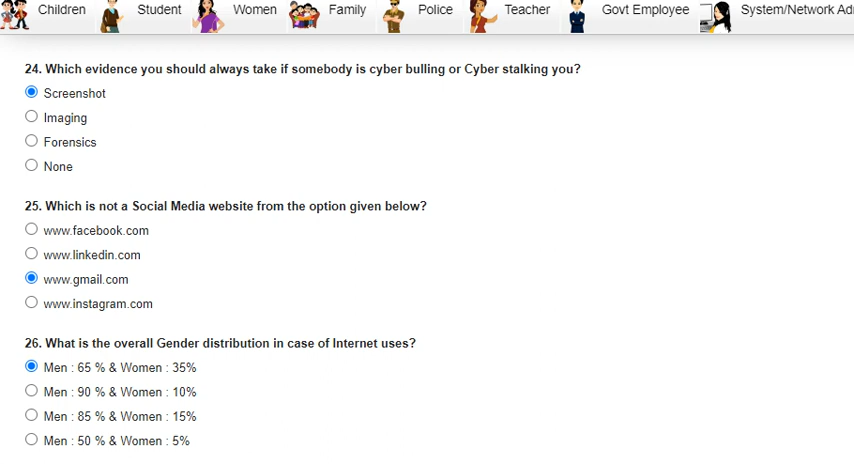 Children Student Women Family Police Teacher Govt Employee System/Network Ad
24. Which evidence you should always take if somebody is cyber bulling or Cyber stalking you?
Screenshot
Imaging
Forensics
None
25. Which is not a Social Media website from the option given below?
www.facebook.com
www.linkedin.com
www.gmail.com
www.instagram.com
26. What is the overall Gender distribution in case of Internet uses?
Men : 65 % & Women : 35%
Men : 90 % & Women : 10%
Men : 85 % & Women : 15%
Men : 50 % & Women : 5%